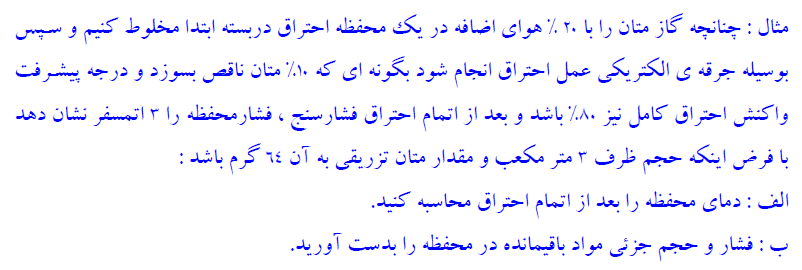 مثال : چنانچه گاز متان را با ۲۰ ٪ هوای اضافه در یک محفظه احتراق دربسته ابتدا مخلوط کنیم و سپس
بوسیله جرقه ی الکتریکی عمل احتراق انجام شود بگونه ای که ۱۰٪ متان ناقص بسوزد و درجه پیشرفت
واکنش احتراق کامل نیز ۸۰٪ باشد و بعد از اتمام احتراق فشارسنج ، فشارمحفظه را ۳ اتمسفر نشان دهد
با فرض اینکه حجم ظرف ۳ متر مکعب و مقدار متان تزریقی به آن ٦٤ گرم باشد :
الف : دمای محفظه را بعد از اتمام احتراق محاسبه کنید.
ب : فشار و حجم جزئی مواد باقیمانده در محفظه را بدست آورید.